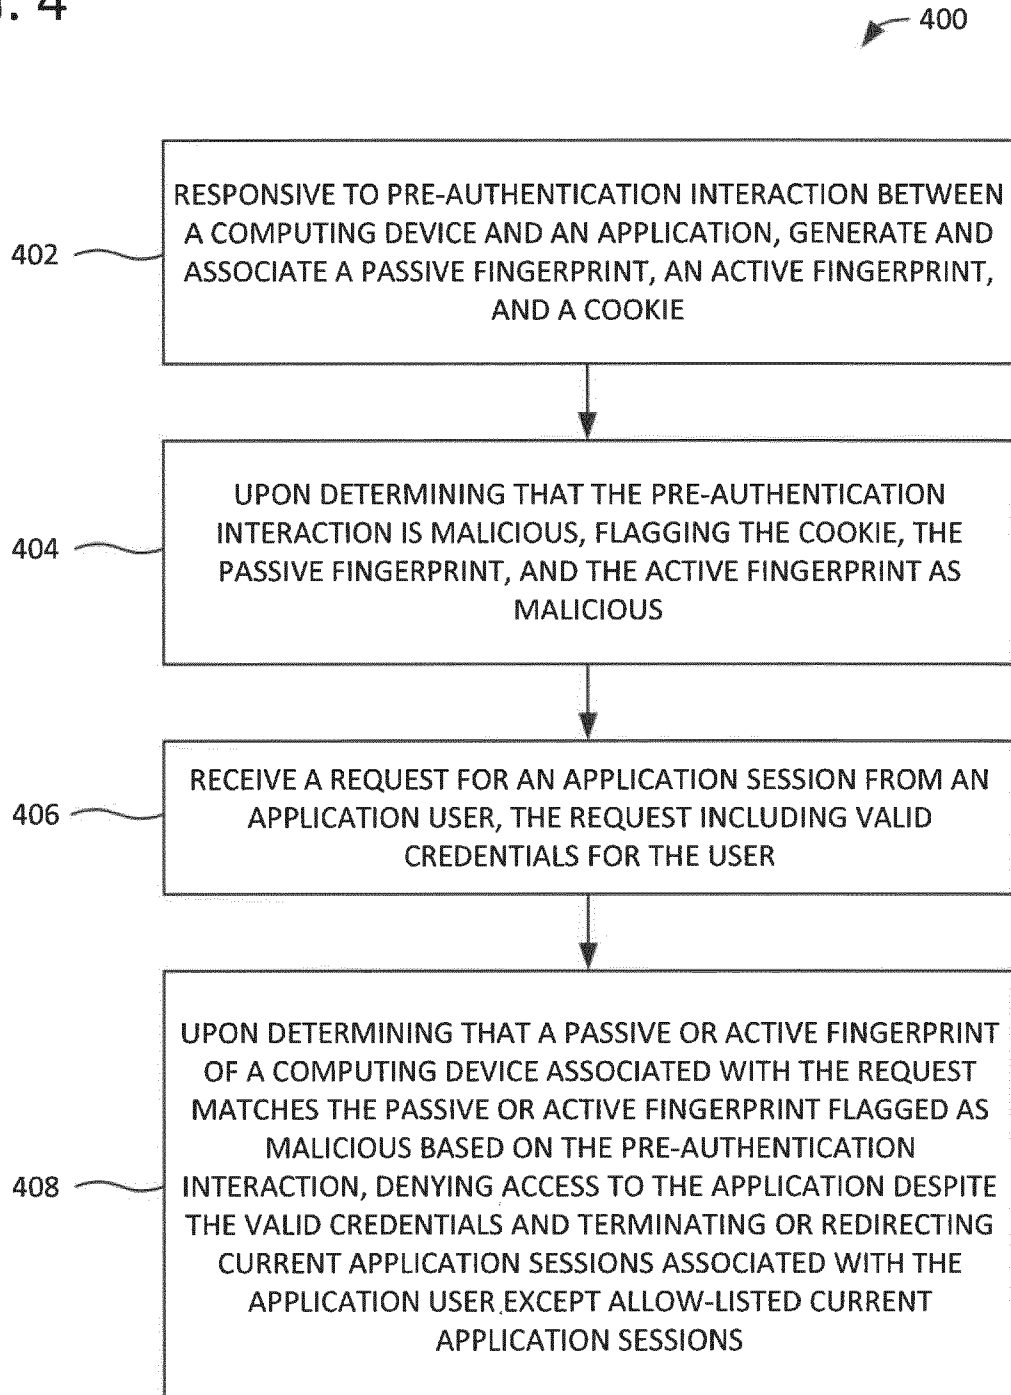 . 4
400
402
RESPONSIVE TO PRE-AUTHENTICATION INTERACTION BETWEEN
A COMPUTING DEVICE AND AN APPLICATION, GENERATE AND
ASSOCIATE A PASSIVE FINGERPRINT, AN ACTIVE FINGERPRINT,
AND A COOKIE
404
UPON DETERMINING THAT THE PRE-AUTHENTICATION
INTERACTION IS MALICIOUS, FLAGGING THE COOKIE, THE
PASSIVE FINGERPRINT, AND THE ACTIVE FINGERPRINT AS
MALICIOUS
406
RECEIVE A REQUEST FOR AN APPLICATION SESSION FROM AN
APPLICATION USER, THE REQUEST INCLUDING VALID
CREDENTIALS FOR THE USER
408
UPON DETERMINING THAT A PASSIVE OR ACTIVE FINGERPRINT
OF A COMPUTING DEVICE ASSOCIATED WITH THE REQUEST
MATCHES THE PASSIVE OR ACTIVE FINGERPRINT FLAGGED AS
MALICIOUS BASED ON THE PRE-AUTHENTICATION
INTERACTION, DENYING ACCESS TO THE APPLICATION DESPITE
THE VALID CREDENTIALS AND TERMINATING OR REDIRECTING
CURRENT APPLICATION SESSIONS ASSOCIATED WITH THE
APPLICATION USER EXCEPT ALLOW-LISTED CURRENT
APPLICATION SESSIONS